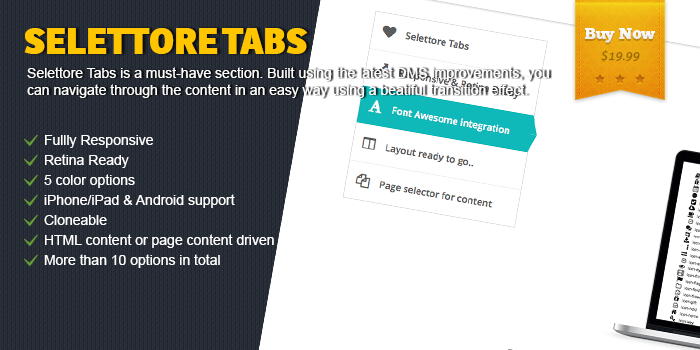 SELETTORE TABS
Selettore Tabs is a must-have section. Built using the latest DMS improvements, you
can navigate through the content in an easy way using a beatiful transition effect.
Fullly Responsive
Retina Ready
5 color options
iPhone/iPad & Android support
Cloneable
HTML content or page content driven
More than 10 options in total
Selettore Tabs
Responsive & Retina Ready
Font Awesome Integration
Layout ready to go..
Page selector for content
Buy Now
$19.99